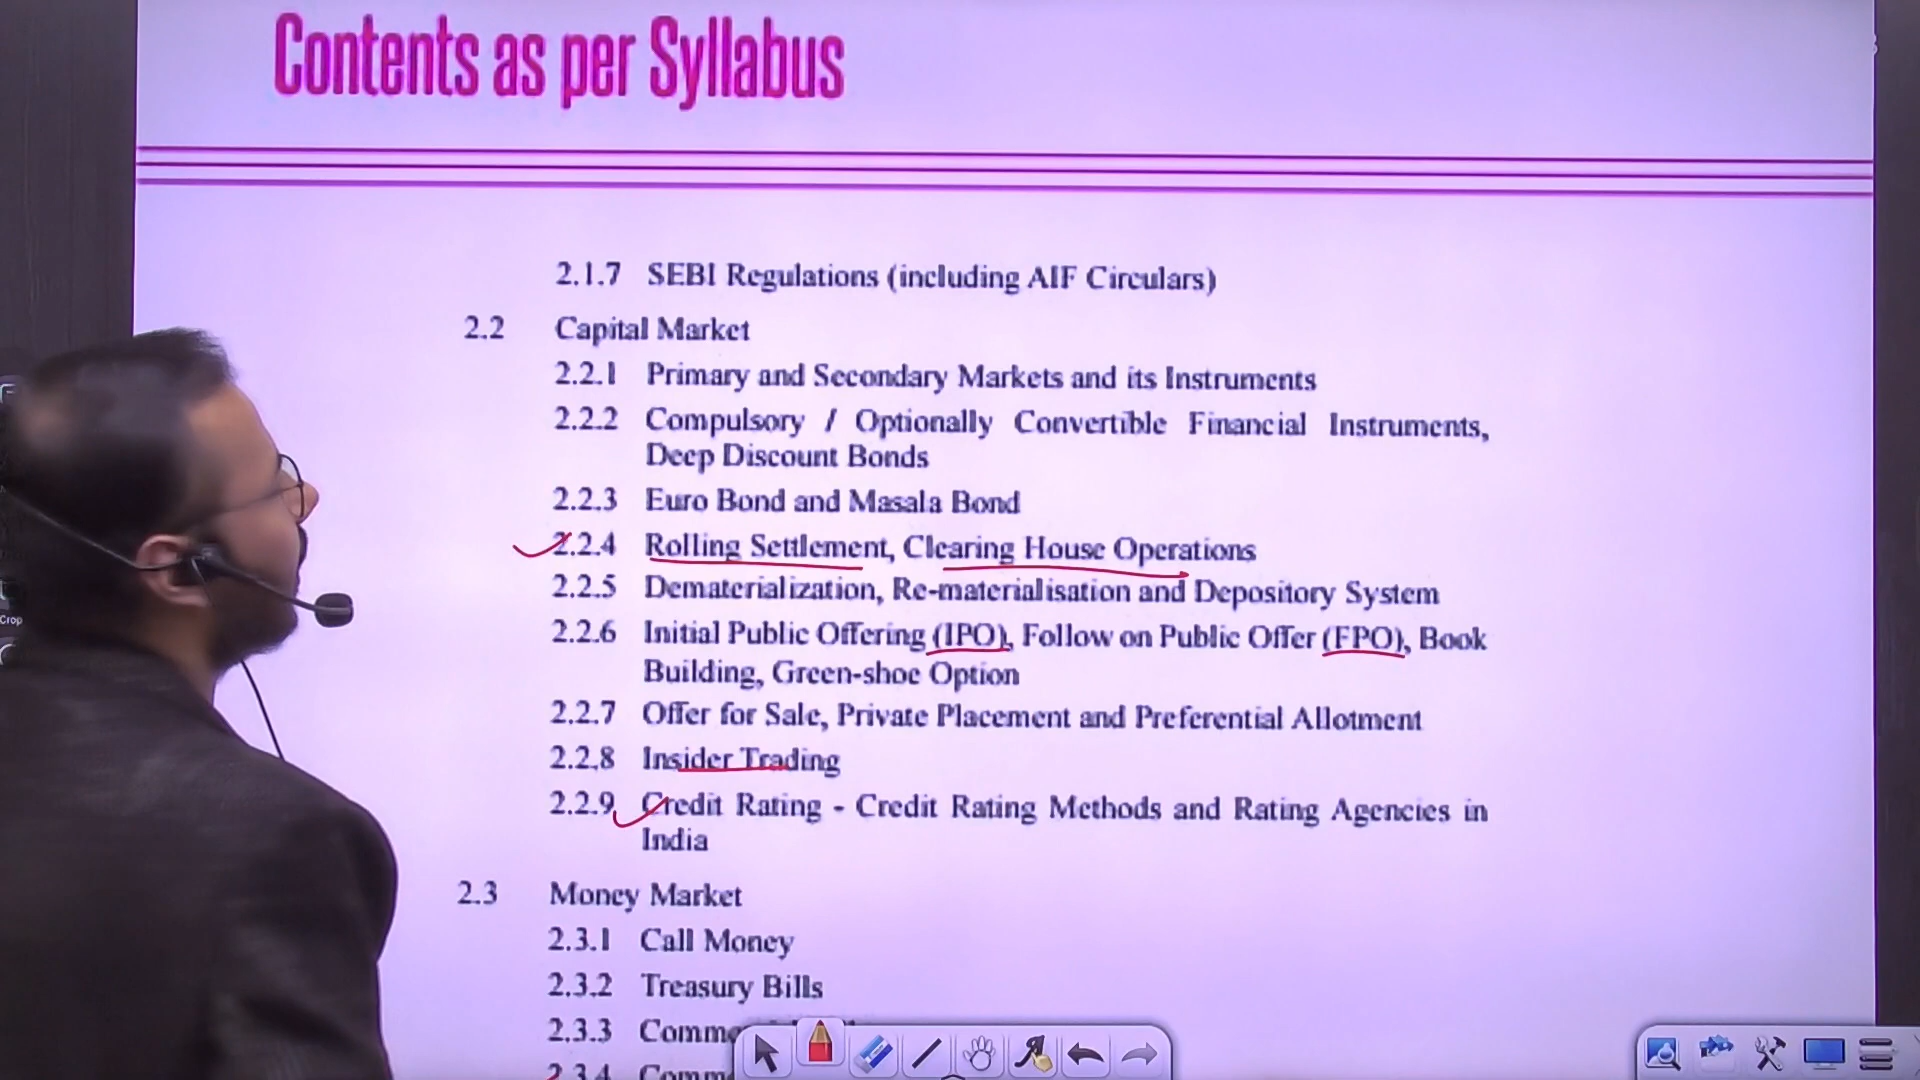 Contents as per Syllabus
2.1.7 SEBI Regulations (including AIF Circulars)
2.2 Capital Market
2.2.1 Primary and Secondary Markets and its Instruments
2.2.2 Compulsory / Optionally Convertible Financial Instruments,
Deep Discount Bonds
2.2.3 Euro Bond and Masala Bond
2.2.4 Rolling Settlement, Clearing House Operations
2.2.5 Dematerialization, Re-materialisation and Depository System
2.2.6 Initial Public Offering (IPO), Follow on Public Offer (FPO), Book
Building, Green-shoe Option
2.2.7 Offer for Sale, Private Placement and Preferential Allotment
2.2.8 Insider Trading
2.2.9 Credit Rating - Credit Rating Methods and Rating Agencies in
India
2.3 Money Market
2.3.1 Call Money
2.3.2 Treasury Bills
2.3.3
2.3.4
Crop